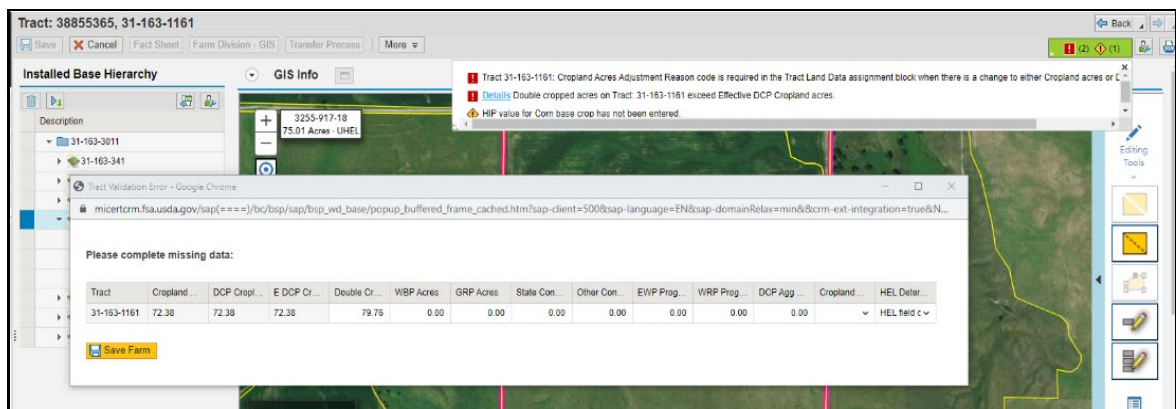 Tract: 38855365, 31-163-1161
Back
Save Cancel Fact Sheet Farm Division - GIS Transfer Process More
(2) (1)
Installed Base Hierarchy
GIS Info
Tract 31-163-1161: Cropland Acres Adjustment Reason code is required in the Tract Land Data assignment block when there is a change to either Cropland acres or
Details Double cropped acres on Tract: 31-163-1161 exceed Effective DCP Cropland acres.
HIP value for Corn base crop has not been entered.
Description
31-163-3011
31-163-341
+
−
3255-917-18
75.01 Acres - UHEL
Editing
Tools
Tract Validation Error - Google Chrome
micertcrm.fsa.usda.gov/sap(====)/bc/bsp/sap/bsp_wd_base/popup_buffered_frame_cached.htm?sap-client=500&sap-language=EN&sap-domainRelax=min&&crm-ext-integration=true&N...
Please complete missing data:
Tract Cropland ... DCP Cropl... E DCP Cr... Double Cr... WBP Acres GRP Acres State Con... Other Con... EWP Prog... WRP Prog... DCP Agg ... Cropland ... HEL Deter...
31-163-1161 72.38 72.38 72.38 79.76 0.00 0.00 0.00 0.00 0.00 0.00 0.00 HEL field c
Save Farm